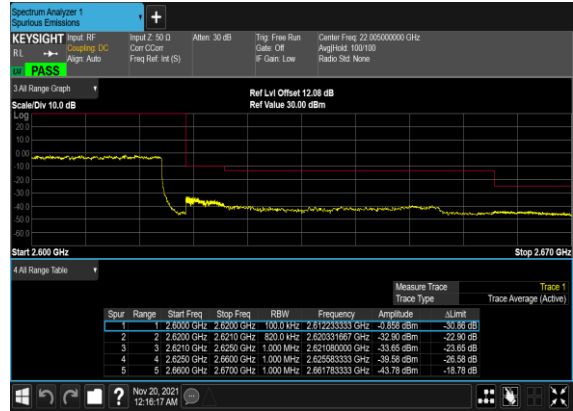 Spectrum Analyzer 1
Spurious Emissions
KEYSIGHT Input: RF Input Z: 50 Ω Atten: 30 dB Trig: Free Run Center Freq: 22.005000000 GHz
RL Coupling: DC Corr CCorr Gate: Off Avg|Hold: 100/100
Align: Auto Freq Ref: Int (S) IF Gain: Low Radio Std: None
PASS
3 All Range Graph
Ref Lvl Offset 12.08 dB
Scale/Div 10.0 dB Ref Value 30.00 dBm
Log
20.0
10.0
0.00
-10.0
-20.0
-30.0
-40.0
-50.0
-60.0
Start 2.600 GHz Stop 2.670 GHz
4 All Range Table
Measure Trace Trace 1
Trace Type Trace Average (Active)
Spur Range Start Freq Stop Freq RBW Frequency Amplitude ΔLimit
1 1 2.6000 GHz 2.6200 GHz 100.0 kHz 2.612233333 GHz -0.858 dBm -30.86 dB
2 2 2.6200 GHz 2.6210 GHz 820.0 kHz 2.620331667 GHz -32.90 dBm -22.90 dB
3 3 2.6210 GHz 2.6250 GHz 1.000 MHz 2.621080000 GHz -33.65 dBm -23.65 dB
4 4 2.6250 GHz 2.6600 GHz 1.000 MHz 2.625583333 GHz -39.58 dBm -26.58 dB
5 5 2.6600 GHz 2.6700 GHz 1.000 MHz 2.661783333 GHz -43.78 dBm -18.78 dB
? Nov 20, 2021
12:16:17 AM